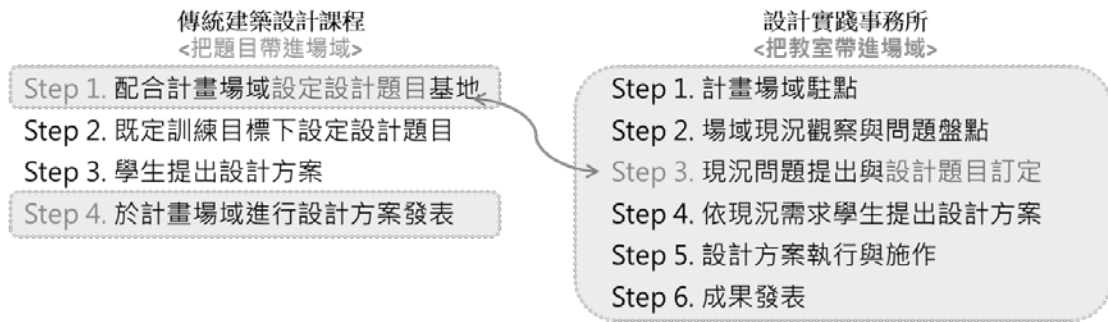 傳統建築設計課程
<把題目帶進場域>
Step 1. 配合計畫場域設定設計題目基地
Step 2. 既定訓練目標下設定設計題目
Step 3. 學生提出設計方案
Step 4. 於計畫場域進行設計方案發表
設計實踐事務所
<把教室帶進場域>
Step 1. 計畫場域駐點
Step 2. 場域現況觀察與問題盤點
Step 3. 現況問題提出與設計題目訂定
Step 4. 依現況需求學生提出設計方案
Step 5. 設計方案執行與施作
Step 6. 成果發表